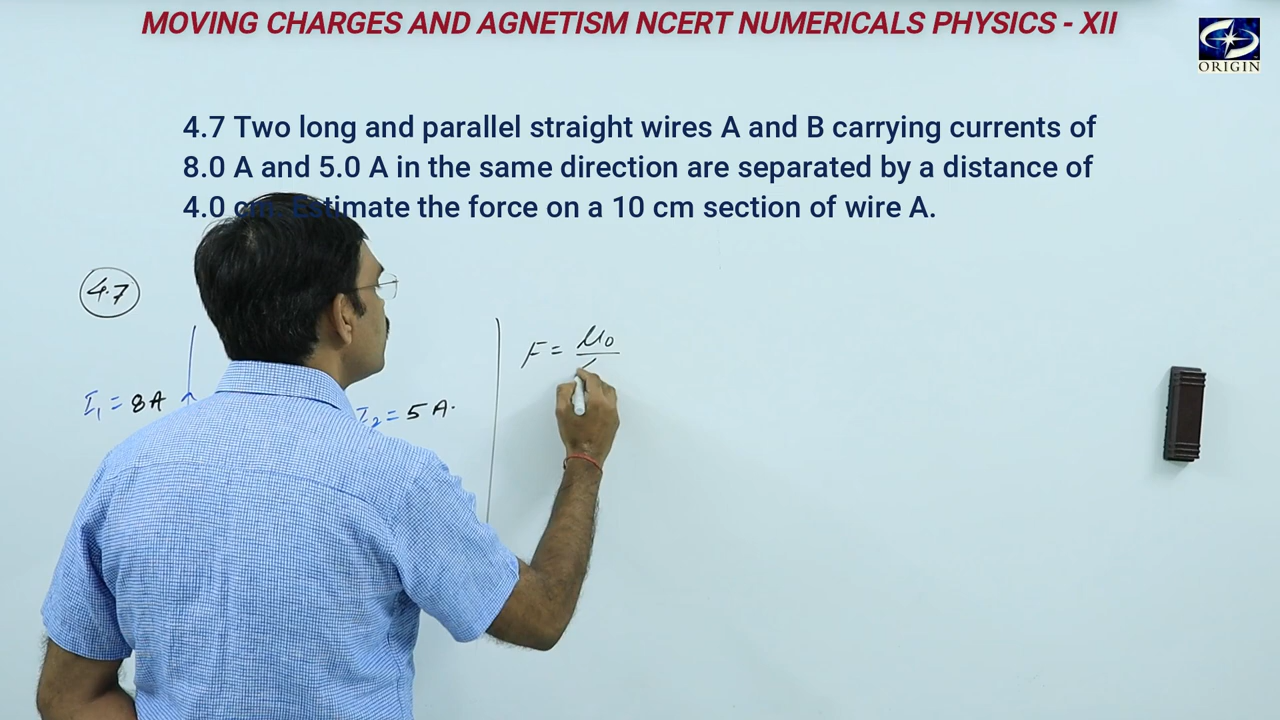 MOVING CHARGES AND AGNETISM NCERT NUMERICALS PHYSICS - XII
ORIGIN
4.7 Two long and parallel straight wires A and B carrying currents of
8.0 A and 5.0 A in the same direction are separated by a distance of
4.0 cm. Estimate the force on a 10 cm section of wire A.
4.7
I₁ = 8A
I₂ = 5 A.
F = μ₀